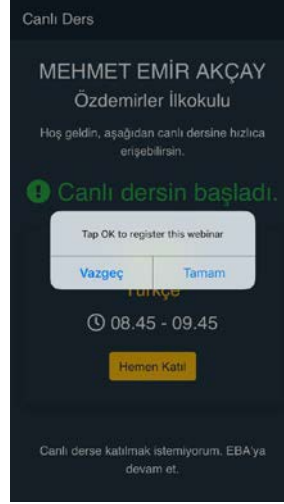 Canlı Ders
MEHMET EMİR AKÇAY
Özdemirler İlkokulu
Hoş geldin, aşağıdan canlı dersine hızlıca
erişebilirsin.
Canlı dersin başladı.
Tap OK to register this webinar
Vazgeç Tamam
Türkçe
08.45 - 09.45
Hemen Katıl
Canlı derse katılmak istemiyorum. EBA'ya
devam et.